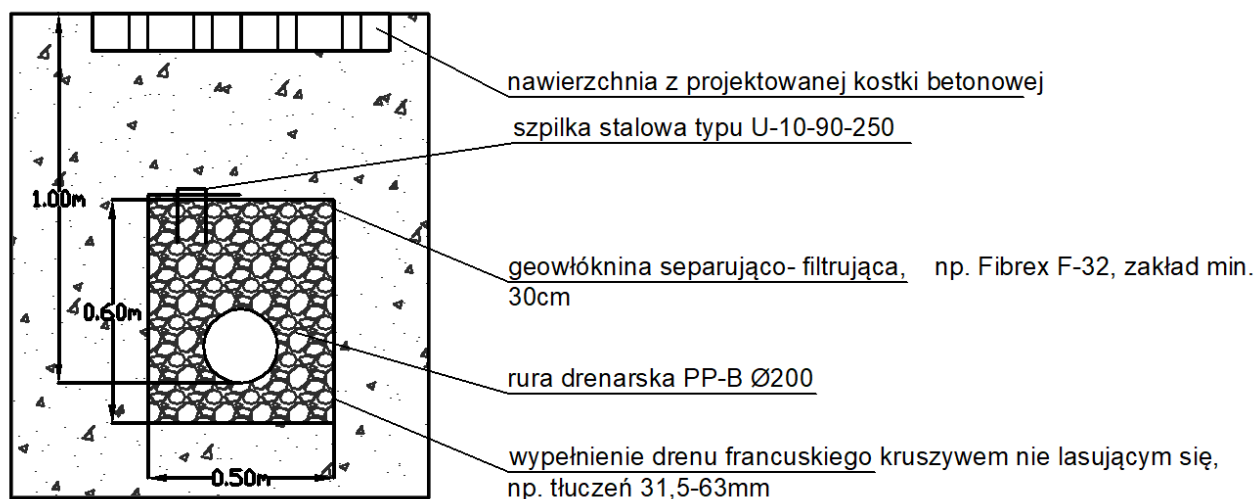 nawierzchnia z projektowanej kostki betonowej
szpilka stalowa typu U-10-90-250
1.00m
geowłóknina separująco- filtrująca, np. Fibrex F-32, zakład min.
30cm
0.60m
rura drenarska PP-B Ø200
wypełnienie drenu francuskiego kruszywem nie lasującym się,
np. tłuczeń 31,5-63mm
0.50m